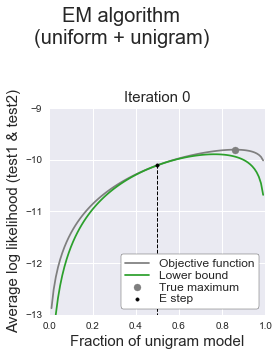 EM algorithm
(uniform + unigram)
Iteration 0
Average log likelihood (test1 & test2)
-9
-10
-11
-12
-13
Objective function
Lower bound
True maximum
E step
0.0 0.2 0.4 0.6 0.8 1.0
Fraction of unigram model